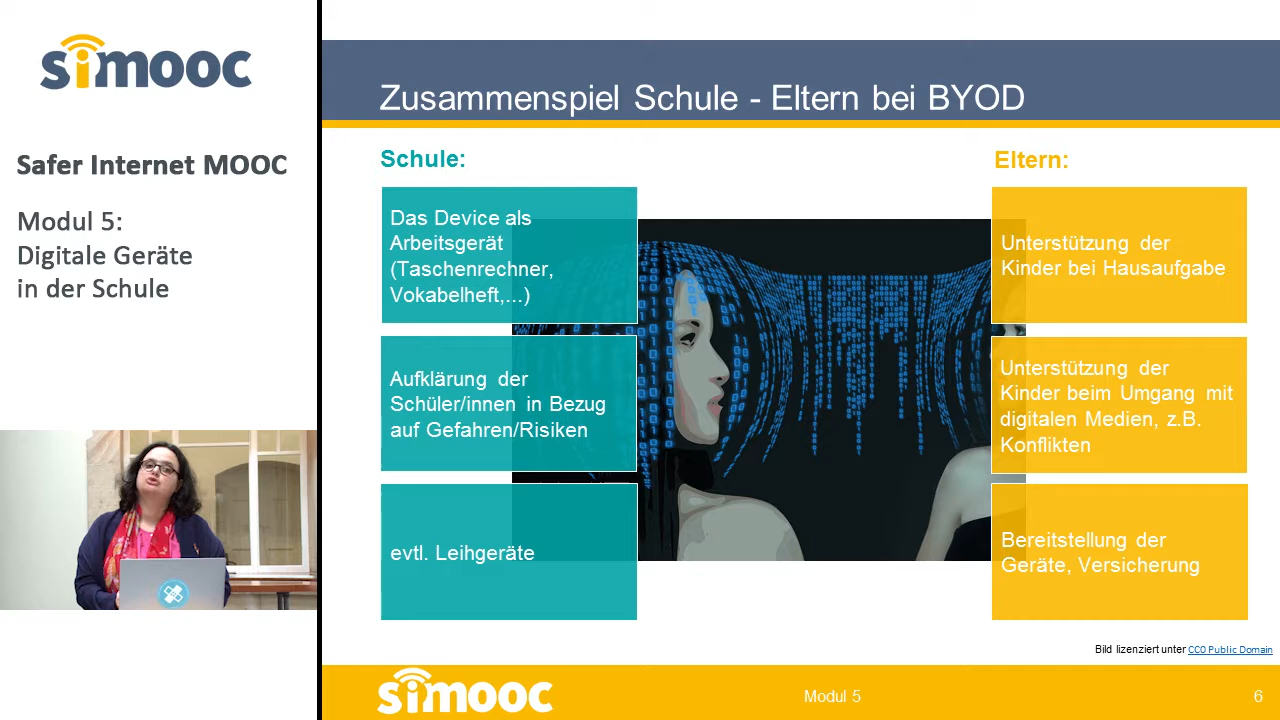 simooc
Safer Internet MOOC
Modul 5:
Digitale Geräte
in der Schule
Zusammenspiel Schule - Eltern bei BYOD
Schule:
Das Device als
Arbeitsgerät
(Taschenrechner,
Vokabelheft,...)
Aufklärung der
Schüler/innen in Bezug
auf Gefahren/Risiken
evtl. Leihgeräte
Eltern:
Unterstützung der
Kinder bei Hausaufgabe
Unterstützung der
Kinder beim Umgang mit
digitalen Medien, z.B.
Konflikten
Bereitstellung der
Geräte, Versicherung
Bild lizenziert unter CC0 Public Domain
simooc
Modul 5
6